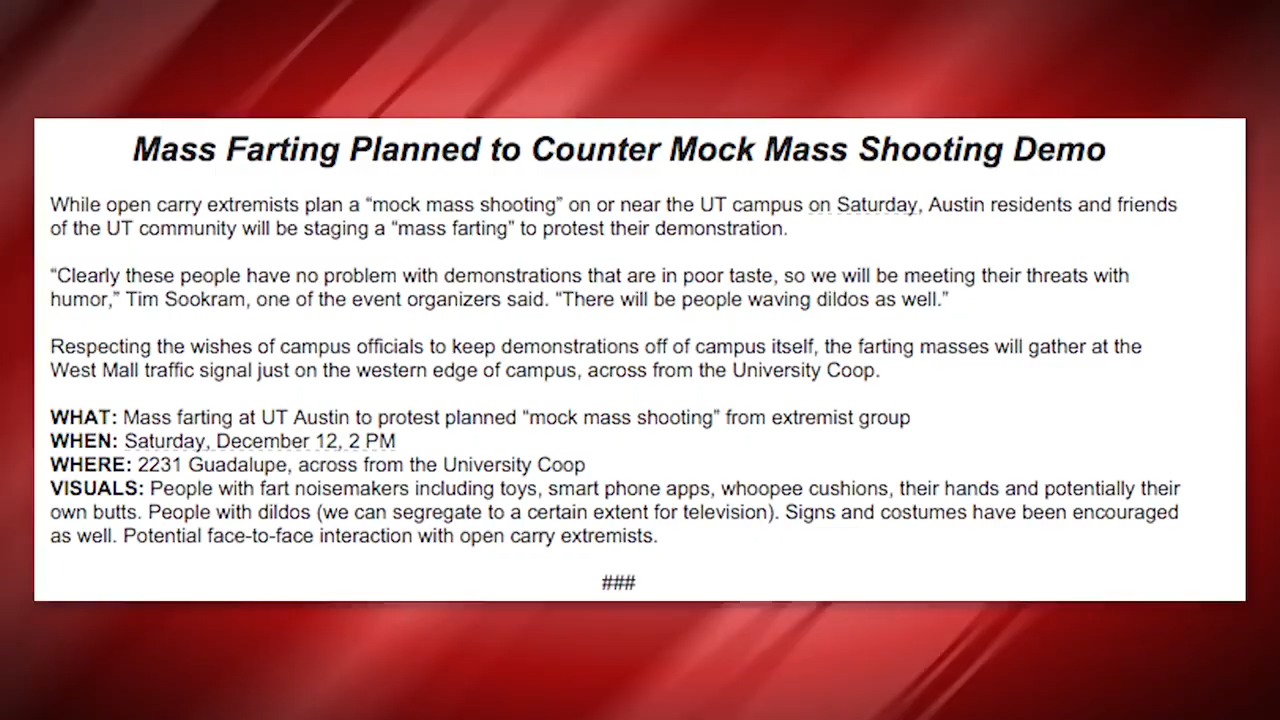 Mass Farting Planned to Counter Mock Mass Shooting Demo
While open carry extremists plan a “mock mass shooting” on or near the UT campus on Saturday, Austin residents and friends
of the UT community will be staging a “mass farting” to protest their demonstration.
“Clearly these people have no problem with demonstrations that are in poor taste, so we will be meeting their threats with
humor,” Tim Sookram, one of the event organizers said. “There will be people waving dildos as well.”
Respecting the wishes of campus officials to keep demonstrations off of campus itself, the farting masses will gather at the
West Mall traffic signal just on the western edge of campus, across from the University Coop.
WHAT: Mass farting at UT Austin to protest planned “mock mass shooting” from extremist group
WHEN: Saturday, December 12, 2 PM
WHERE: 2231 Guadalupe, across from the University Coop
VISUALS: People with fart noisemakers including toys, smart phone apps, whoopee cushions, their hands and potentially their
own butts. People with dildos (we can segregate to a certain extent for television). Signs and costumes have been encouraged
as well. Potential face-to-face interaction with open carry extremists.
###